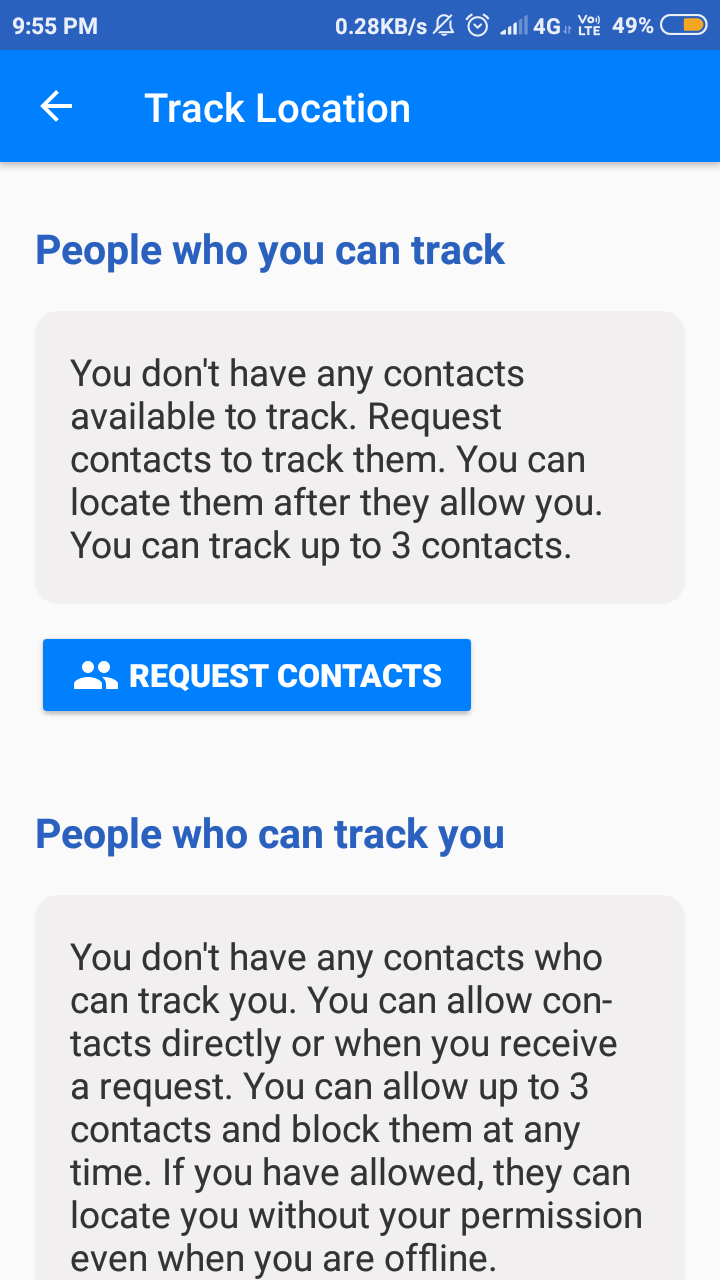 9:55 PM 0.28KB/s 4G VoLTE 49%
Track Location
People who you can track
You don't have any contacts
available to track. Request
contacts to track them. You can
locate them after they allow you.
You can track up to 3 contacts.
REQUEST CONTACTS
People who can track you
You don't have any contacts who
can track you. You can allow con-
tacts directly or when you receive
a request. You can allow up to 3
contacts and block them at any
time. If you have allowed, they can
locate you without your permission
even when you are offline.